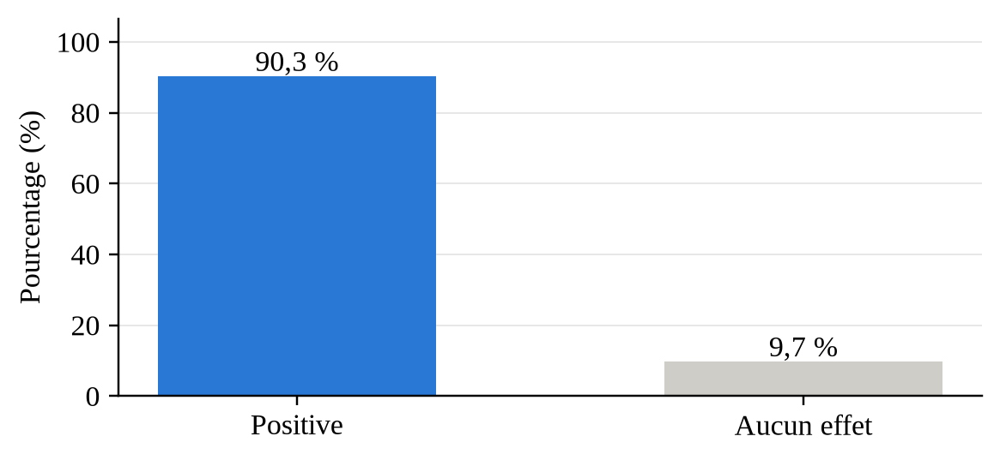 Pourcentage (%)
100
80
60
40
20
0
90,3 %
9,7 %
Positive
Aucun effet